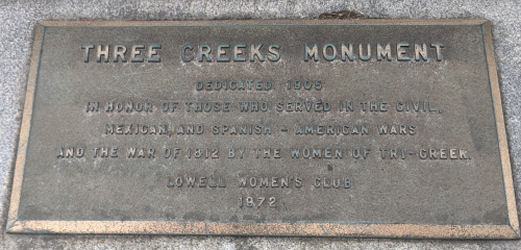 THREE CREEKS MONUMENT
DEDICATED 1905
IN HONOR OF THOSE WHO SERVED IN THE CIVIL,
MEXICAN, AND SPANISH - AMERICAN WARS
AND THE WAR OF 1812 BY THE WOMEN OF TRI-CREEK.
LOWELL WOMEN'S CLUB
1972